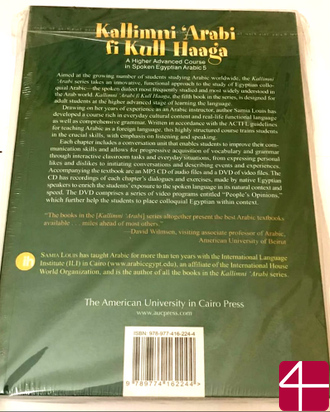 Kallimni 'Arabi
fi Kull Haaga
A Higher Advanced Course
in Spoken Egyptian Arabic 5
Aimed at the growing number of students studying Arabic worldwide, the Kallimni
'Arabi series takes an innovative, functional approach to the study of Egyptian collo-
quial Arabic—the spoken dialect most frequently studied and most widely understood in
the Arab world. Kallimni 'Arabi fi Kull Haaga, the fifth book in the series, is designed for
adult students at the higher advanced stage of learning the language.
Drawing on her years of experience as an Arabic instructor, author Samia Louis has
developed a course rich in everyday cultural content and real-life functional language
as well as comprehensive grammar. Written in accordance with the ACTFL guidelines
for teaching Arabic as a foreign language, this highly structured course trains students
in the crucial skills, with emphasis on listening and speaking.
Each chapter includes a conversation unit that enables students to improve their com-
munication skills and allows for progressive acquisition of vocabulary and grammar
through interactive classroom tasks and everyday situations, from expressing personal
likes and dislikes to initiating conversations and describing events and experiences.
Accompanying the textbook are an MP3 CD of audio files and a DVD of video files. The
CD has recordings of each chapter's dialogues and exercises, made by native Egyptian
speakers to enrich the students' exposure to the spoken language in its natural context and
speed. The DVD comprises a series of video programs entitled "People's Opinions,"
which further help the students to place colloquial Egyptian within context.
"The books in the [Kallimni 'Arabi] series altogether present the best Arabic textbooks
available . . . miles ahead of most others."
—David Wilmsen, visiting associate professor of Arabic,
American University of Beirut
SAMIA LOUIS has taught Arabic for more than ten years with the International Language
Institute (ILI) in Cairo (www.arabicegypt.com), an affiliate of the International House
World Organization, and is the author of all the books in the Kallimni 'Arabi series.
The American University in Cairo Press
www.aucpress.com
ISBN 978-977-416-224-4
9789774162244
4